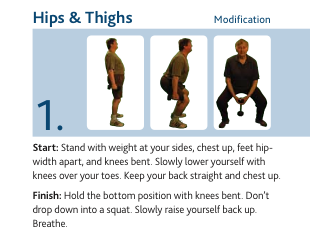 Hips & Thighs
Modification
1.
Start: Stand with weight at your sides, chest up, feet hip-
width apart, and knees bent. Slowly lower yourself with
knees over your toes. Keep your back straight and chest up.
Finish: Hold the bottom position with knees bent. Don't
drop down into a squat. Slowly raise yourself back up.
Breathe.